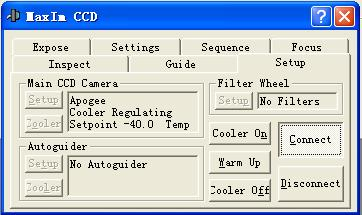 MaxIm CCD
Expose Settings Sequence Focus
Inspect Guide Setup
Main CCD Camera
Setup
Cooler
Apogee
Cooler Regulating
Setpoint -40.0 Temp
Filter Wheel
Setup
No Filters
Autoguider
Setup
Cooler
No Autoguider
Cooler On
Warm Up
Cooler Off
Connect
Disconnect